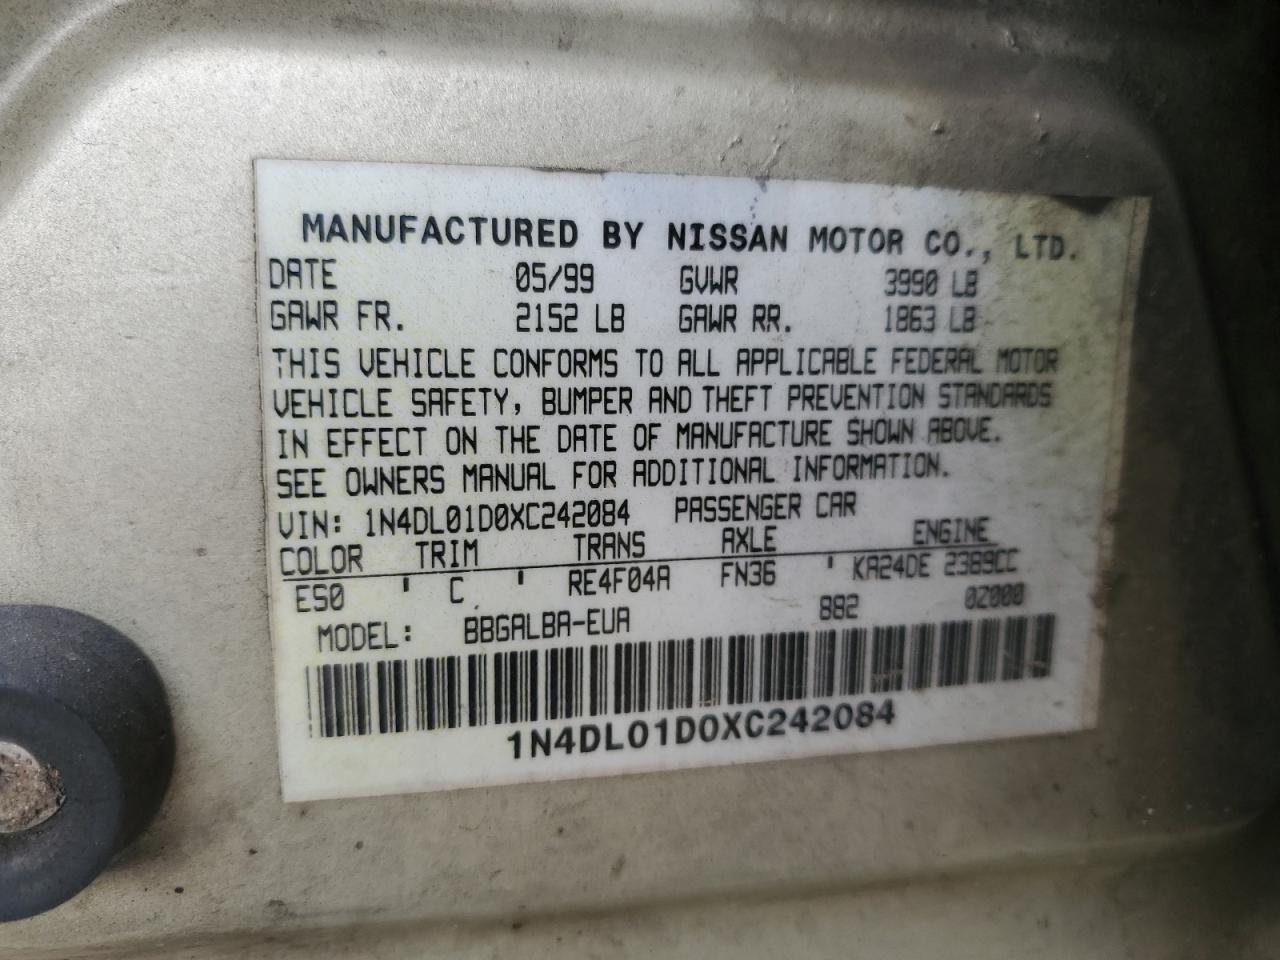 MANUFACTURED BY NISSAN MOTOR CO., LTD.
DATE 05/99 GVWR 3990 LB
GAWR FR. 2152 LB GAWR RR. 1863 LB
THIS VEHICLE CONFORMS TO ALL APPLICABLE FEDERAL MOTOR
VEHICLE SAFETY, BUMPER AND THEFT PREVENTION STANDARDS
IN EFFECT ON THE DATE OF MANUFACTURE SHOWN ABOVE.
SEE OWNERS MANUAL FOR ADDITIONAL INFORMATION.
VIN: 1N4DL01D0XC242084 PASSENGER CAR
COLOR TRIM TRANS AXLE ENGINE
ES0 ' C ' RE4F04A FN36 ' KA24DE 2389CC
MODEL: BBGALBA-EUA 882 0Z000
1N4DL01D0XC242084